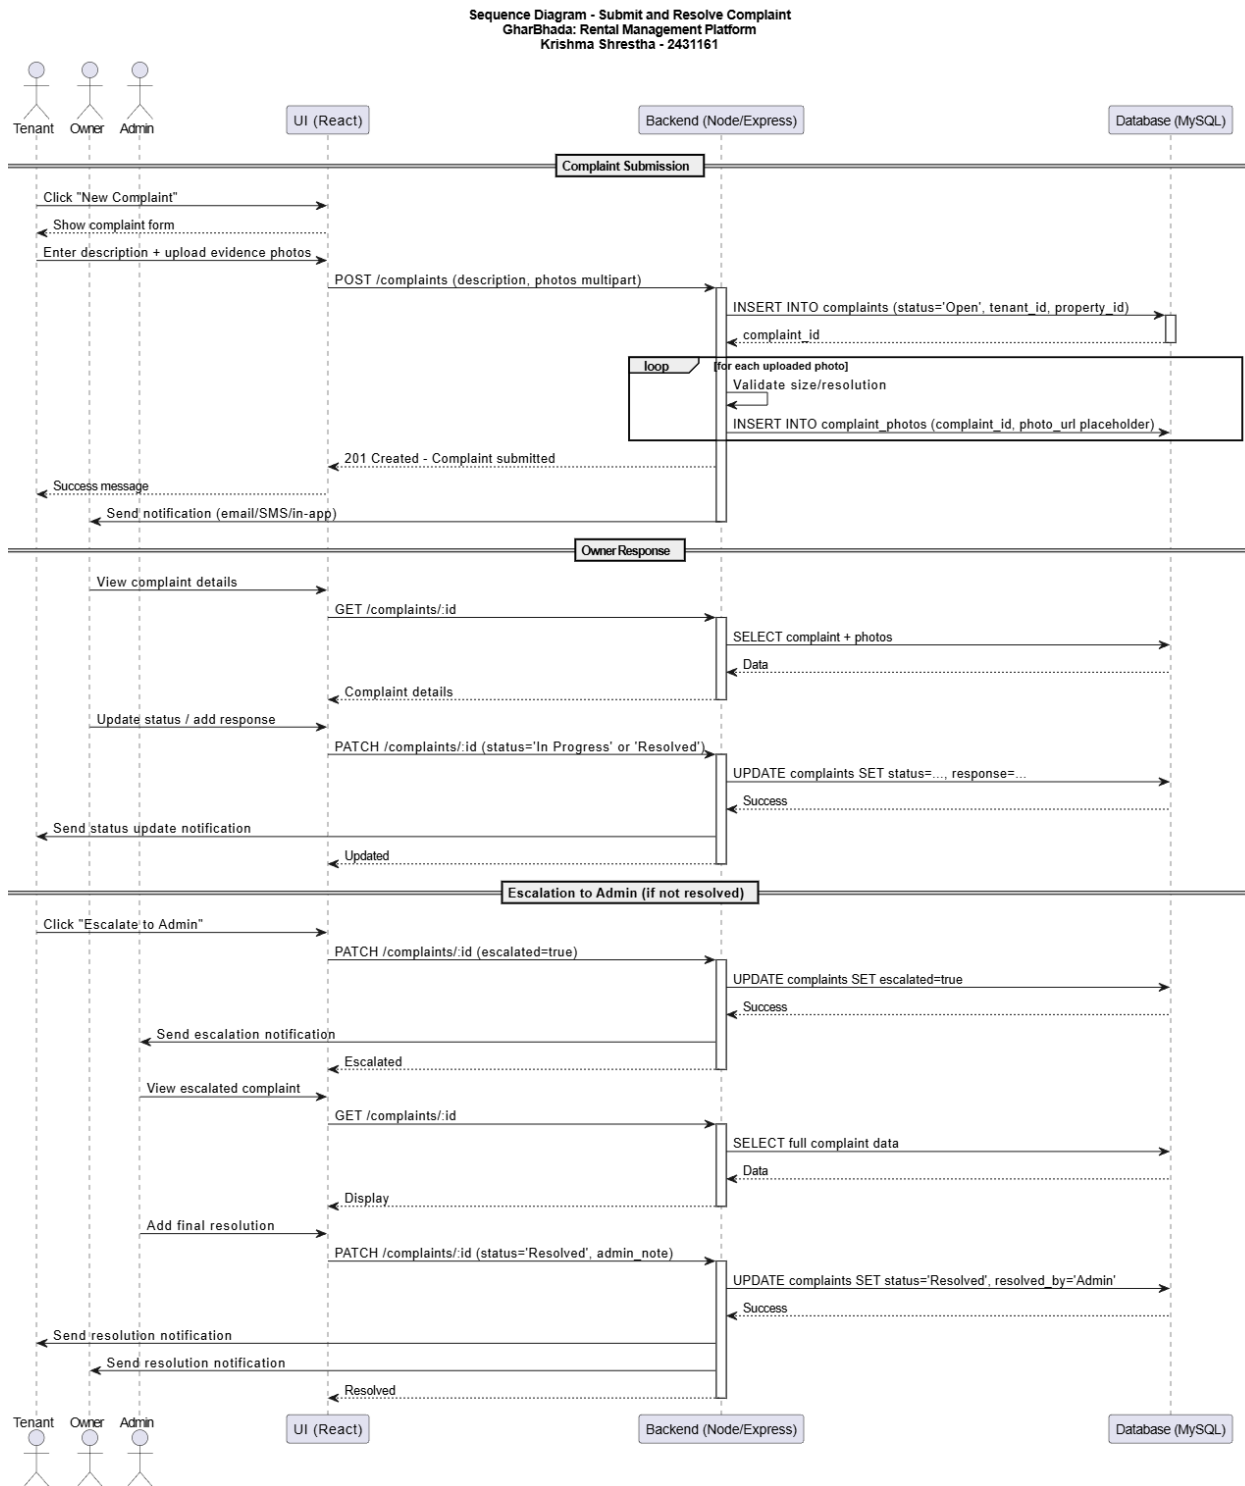 Sequence Diagram - Submit and Resolve Complaint
GharBhada: Rental Management Platform
Krishma Shrestha - 2431161
Tenant
Owner
Admin
UI (React)
Backend (Node/Express)
Database (MySQL)
Complaint Submission
Click "New Complaint"
Show complaint form
Enter description + upload evidence photos
POST /complaints (description, photos multipart)
INSERT INTO complaints (status='Open', tenant_id, property_id)
complaint_id
loop
[for each uploaded photo]
Validate size/resolution
INSERT INTO complaint_photos (complaint_id, photo_url placeholder)
201 Created - Complaint submitted
Success message
Send notification (email/SMS/in-app)
Owner Response
View complaint details
GET /complaints/:id
SELECT complaint + photos
Data
Complaint details
Update status / add response
PATCH /complaints/:id (status='In Progress' or 'Resolved')
UPDATE complaints SET status=..., response=...
Success
Send status update notification
Updated
Escalation to Admin (if not resolved)
Click "Escalate to Admin"
PATCH /complaints/:id (escalated=true)
UPDATE complaints SET escalated=true
Success
Send escalation notification
Escalated
View escalated complaint
GET /complaints/:id
SELECT full complaint data
Data
Display
Add final resolution
PATCH /complaints/:id (status='Resolved', admin_note)
UPDATE complaints SET status='Resolved', resolved_by='Admin'
Success
Send resolution notification
Send resolution notification
Resolved
Tenant
Owner
Admin
UI (React)
Backend (Node/Express)
Database (MySQL)